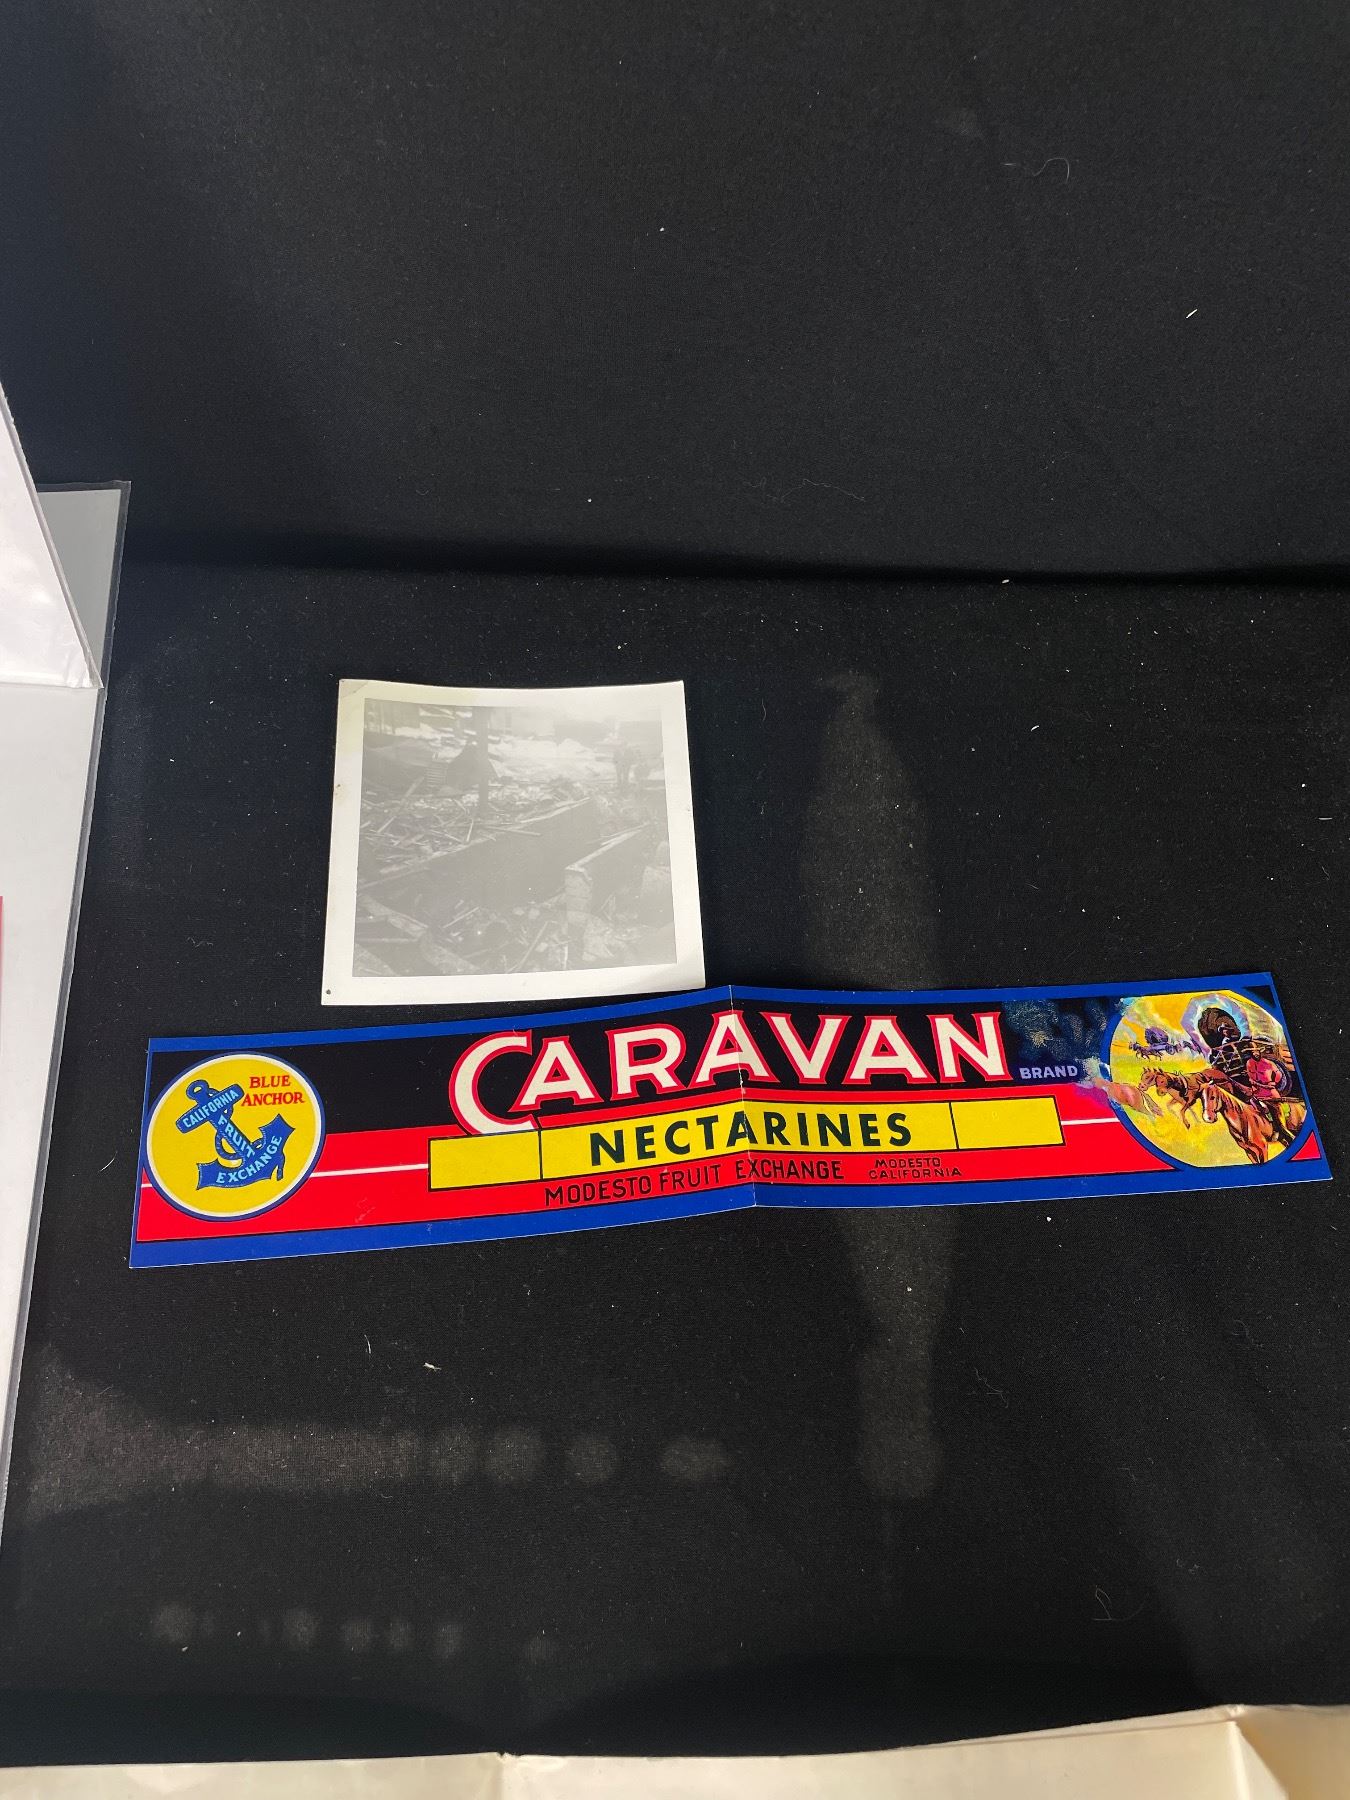 BLUE
ANCHOR
CALIFORNIA
FRUIT
EXCHANGE
CARAVAN
BRAND
NECTARINES
MODESTO FRUIT EXCHANGE
MODESTO
CALIFORNIA